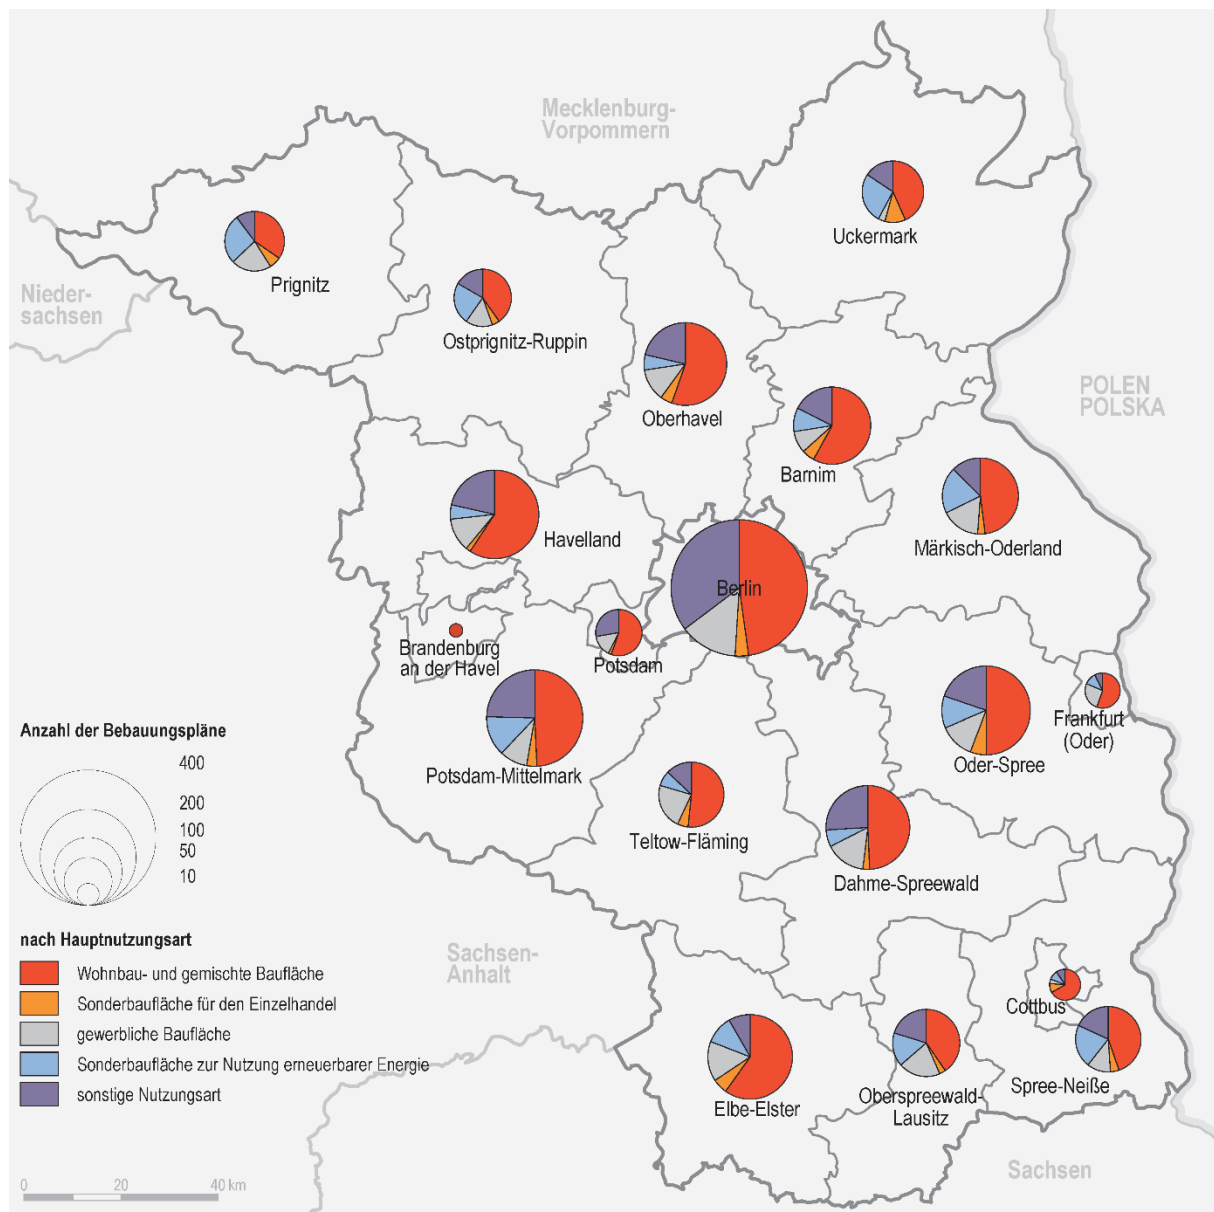 Mecklenburg-
Vorpommern
Uckermark
Prignitz
Nieder-
sachsen
Ostprignitz-Ruppin
POLEN
POLSKA
Oberhavel
Barnim
Havelland
Märkisch-Oderland
Berlin
Brandenburg
an der Havel
Potsdam
Frankfurt
(Oder)
Oder-Spree
Potsdam-Mittelmark
Teltow-Fläming
Dahme-Spreewald
Anzahl der Bebauungspläne
400
200
100
50
10
nach Hauptnutzungsart
Wohnbau- und gemischte Baufläche
Sonderbaufläche für den Einzelhandel
gewerbliche Baufläche
Sonderbaufläche zur Nutzung erneuerbarer Energie
sonstige Nutzungsart
Sachsen-
Anhalt
Cottbus
Spree-Neiße
Oberspreewald-
Lausitz
Elbe-Elster
Sachsen
0 20 40 km